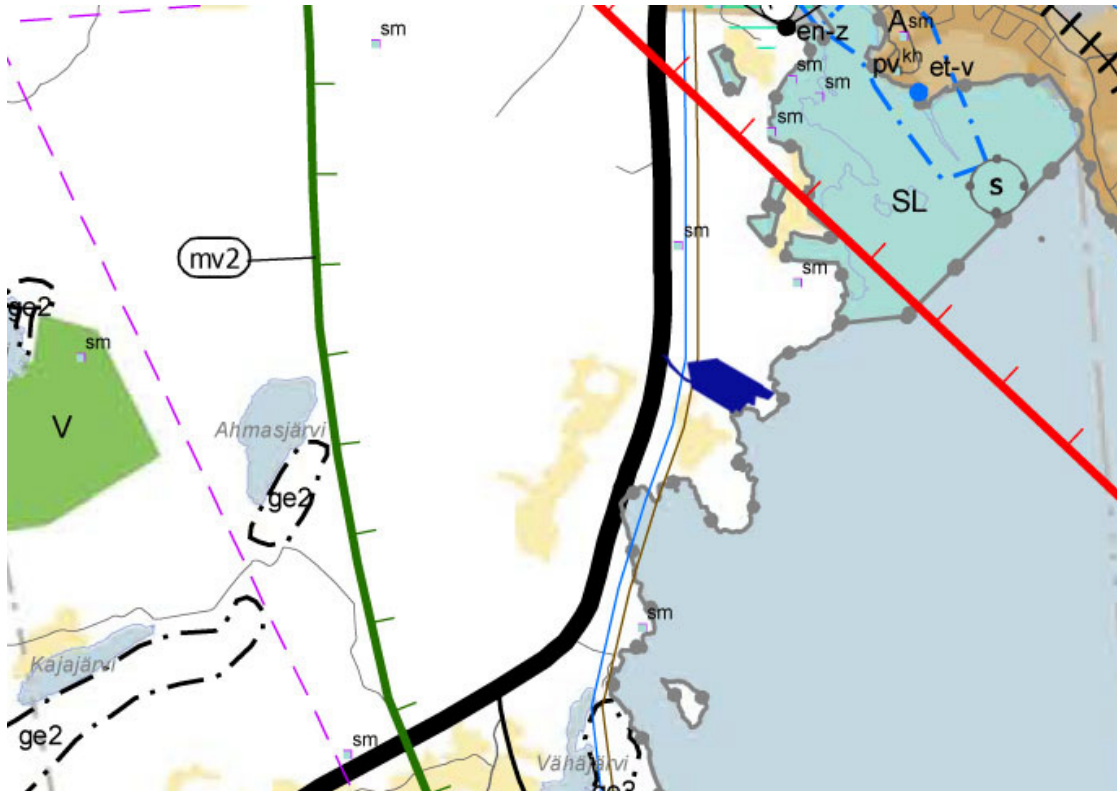 sm
A sm
en-z
pv kh
et-v
sm
sm
sm
s
SL
sm
mv2
sm
ge2
sm
V
Ahmasjärvi
ge2
sm
Kajajärvi
ge2
sm
Vähäjärvi